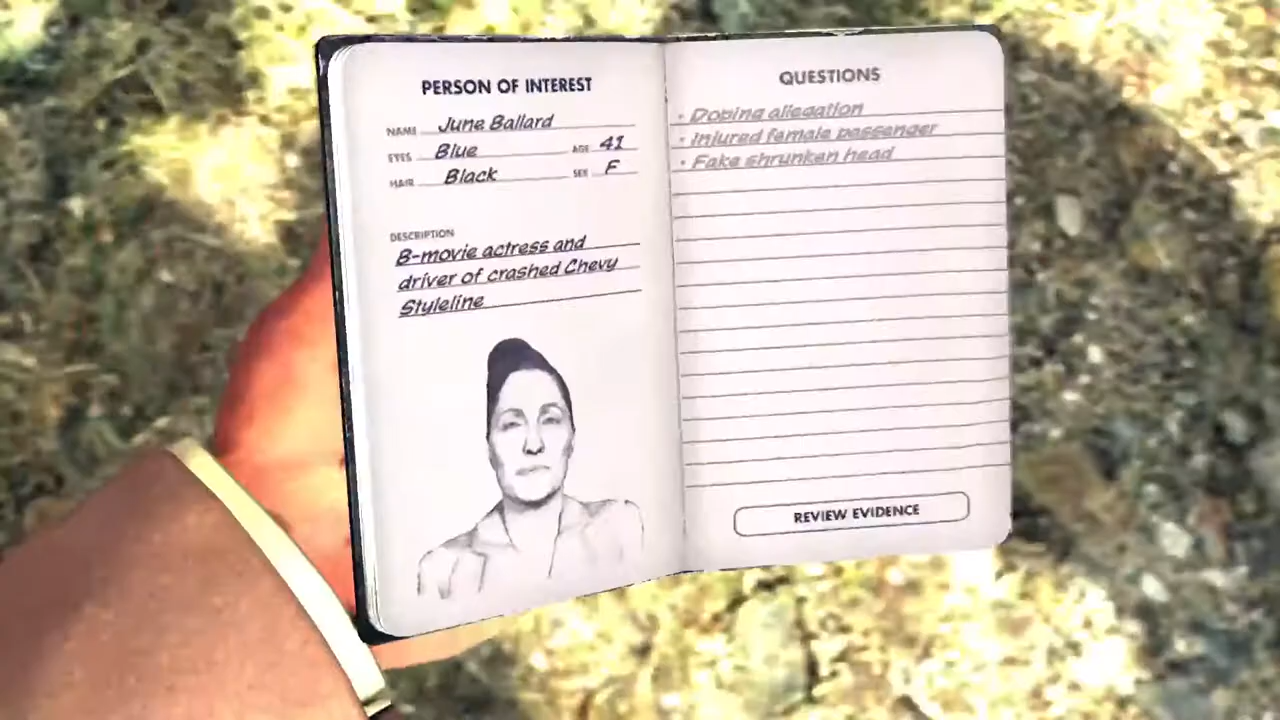 PERSON OF INTEREST
NAME June Ballard
EYES Blue AGE 41
HAIR Black SEX F
DESCRIPTION
B-movie actress and
driver of crashed Chevy
Styleline
QUESTIONS
• Doping allegation
• Injured female passenger
• Fake shrunken head
REVIEW EVIDENCE